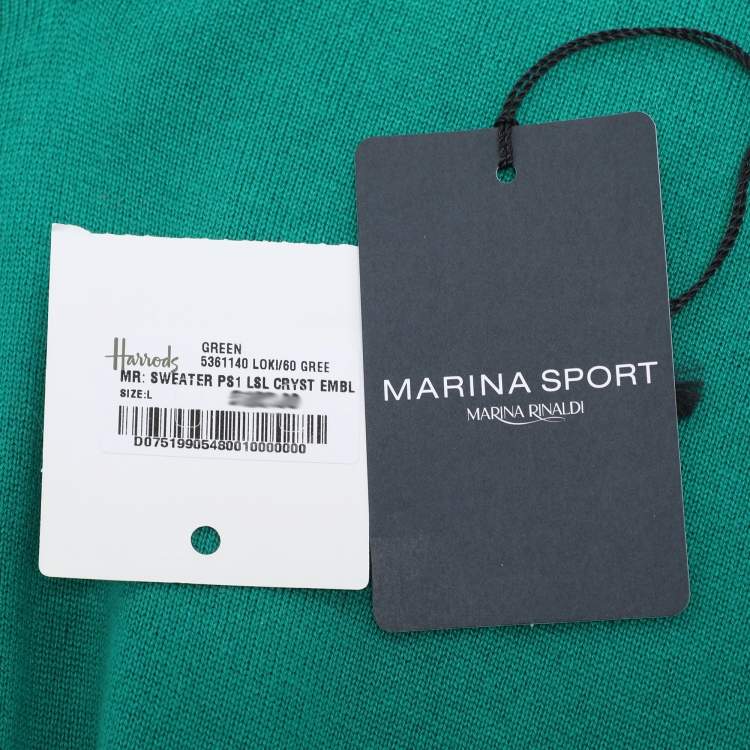 Harrods
GREEN
5361140 LOKI/60 GREE
MR: SWEATER PS1 LSL CRYST EMBL
SIZE:L
D07519905480010000000
MARINA SPORT
MARINA RINALDI